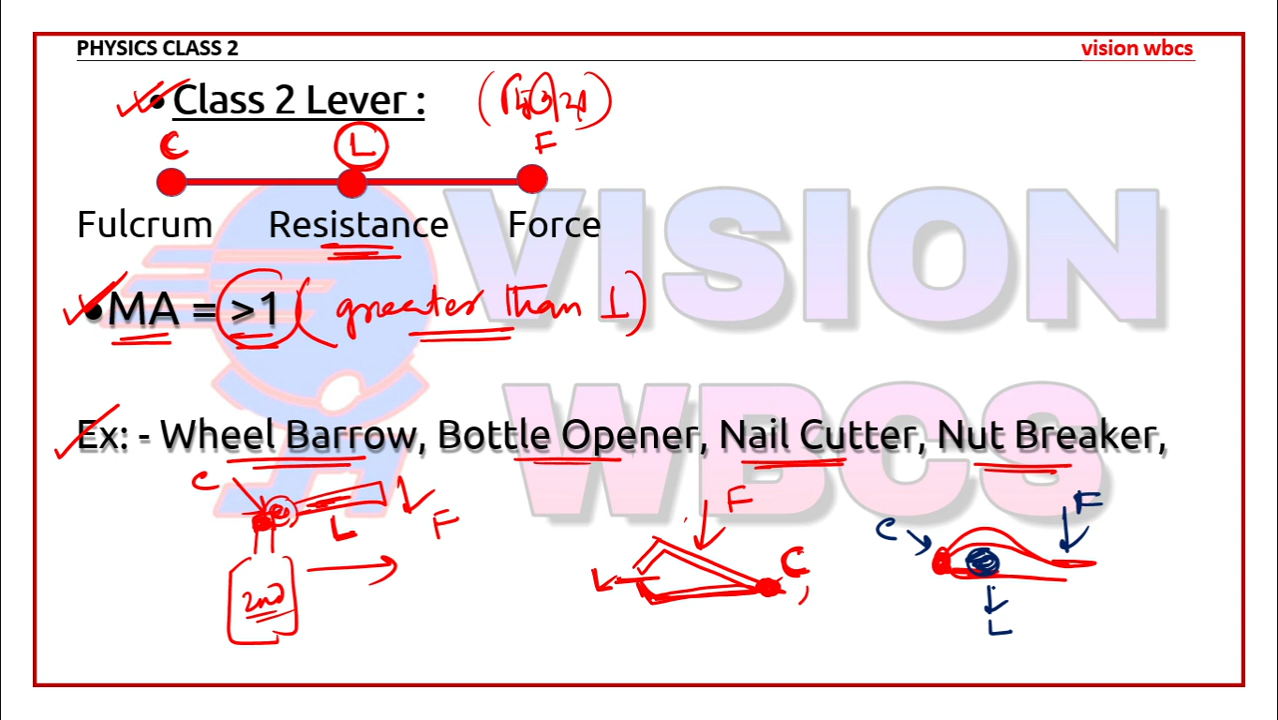 PHYSICS CLASS 2 vision wbcs
• Class 2 Lever :
C L F
Fulcrum Resistance Force
• MA = >1 ( greater than 1 )
VISION
Ex: - Wheel Barrow, Bottle Opener, Nail Cutter, Nut Breaker,
WBCS
C L F F C F
C L
2nd L